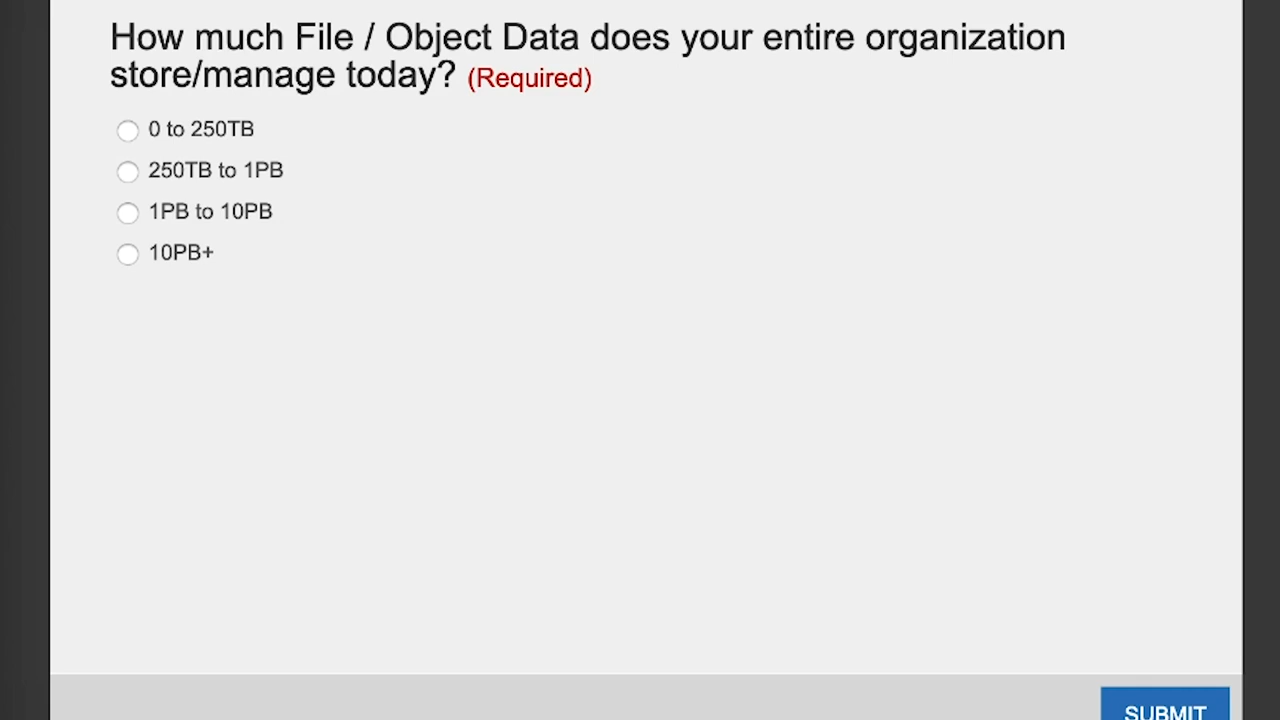 How much File / Object Data does your entire organization
store/manage today? (Required)
0 to 250TB
250TB to 1PB
1PB to 10PB
10PB+
SUBMIT